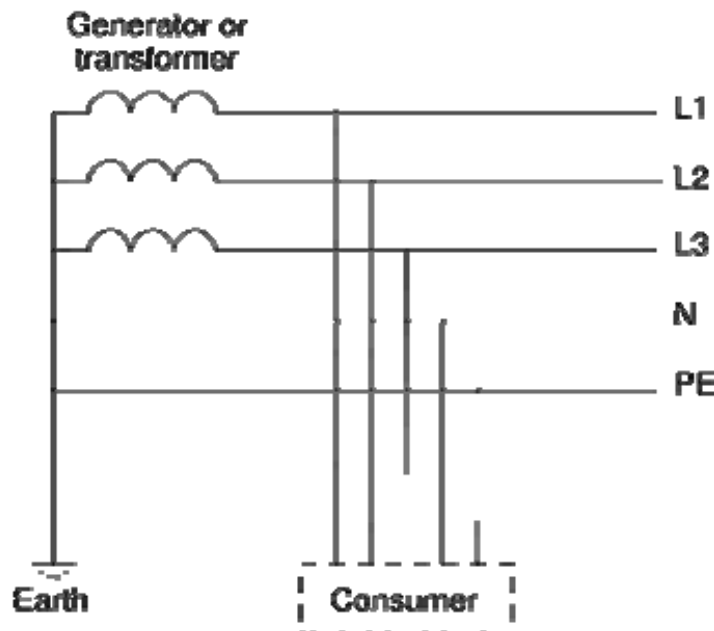 Generator or
transformer
L1
L2
L3
N
PE
Earth
Consumer